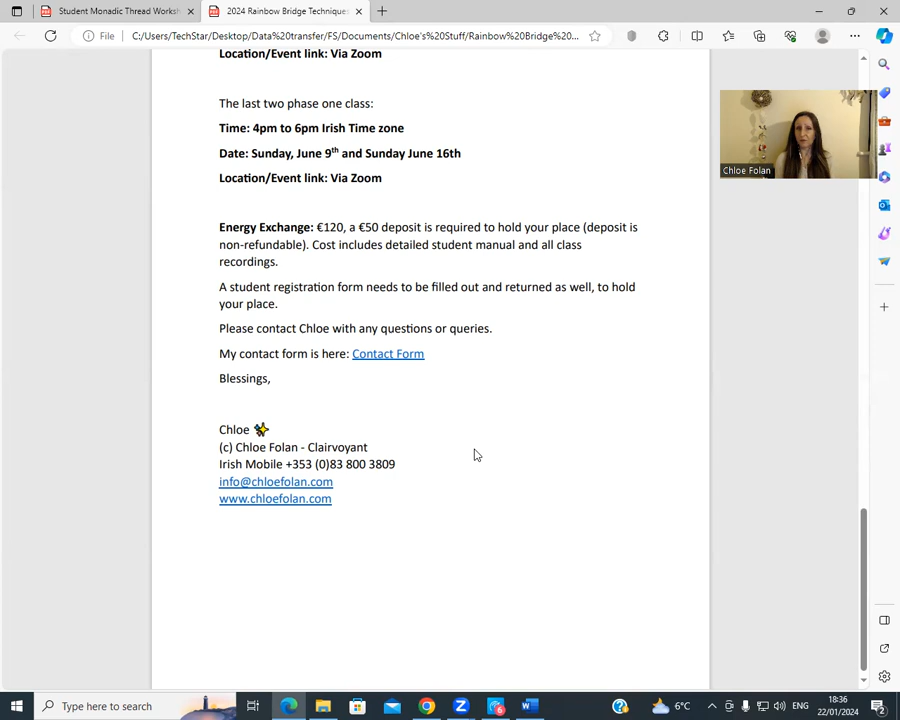 Student Monadic Thread Worksh
2024 Rainbow Bridge Techniques
File
C:/Users/TechStar/Desktop/Data%20transfer/FS/Documents/Chloe's%20Stuff/Rainbow%20Bridge%20...
Location/Event link: Via Zoom
The last two phase one class:
Time: 4pm to 6pm Irish Time zone
Date: Sunday, June 9th and Sunday June 16th
Location/Event link: Via Zoom
Energy Exchange: €120, a €50 deposit is required to hold your place (deposit is
non-refundable). Cost includes detailed student manual and all class
recordings.
A student registration form needs to be filled out and returned as well, to hold
your place.
Please contact Chloe with any questions or queries.
My contact form is here: Contact Form
Blessings,
Chloe ✨
(c) Chloe Folan - Clairvoyant
Irish Mobile +353 (0)83 800 3809
info@chloefolan.com
www.chloefolan.com
Chloe Folan
Type here to search
6°C
ENG
18:36
22/01/2024
2